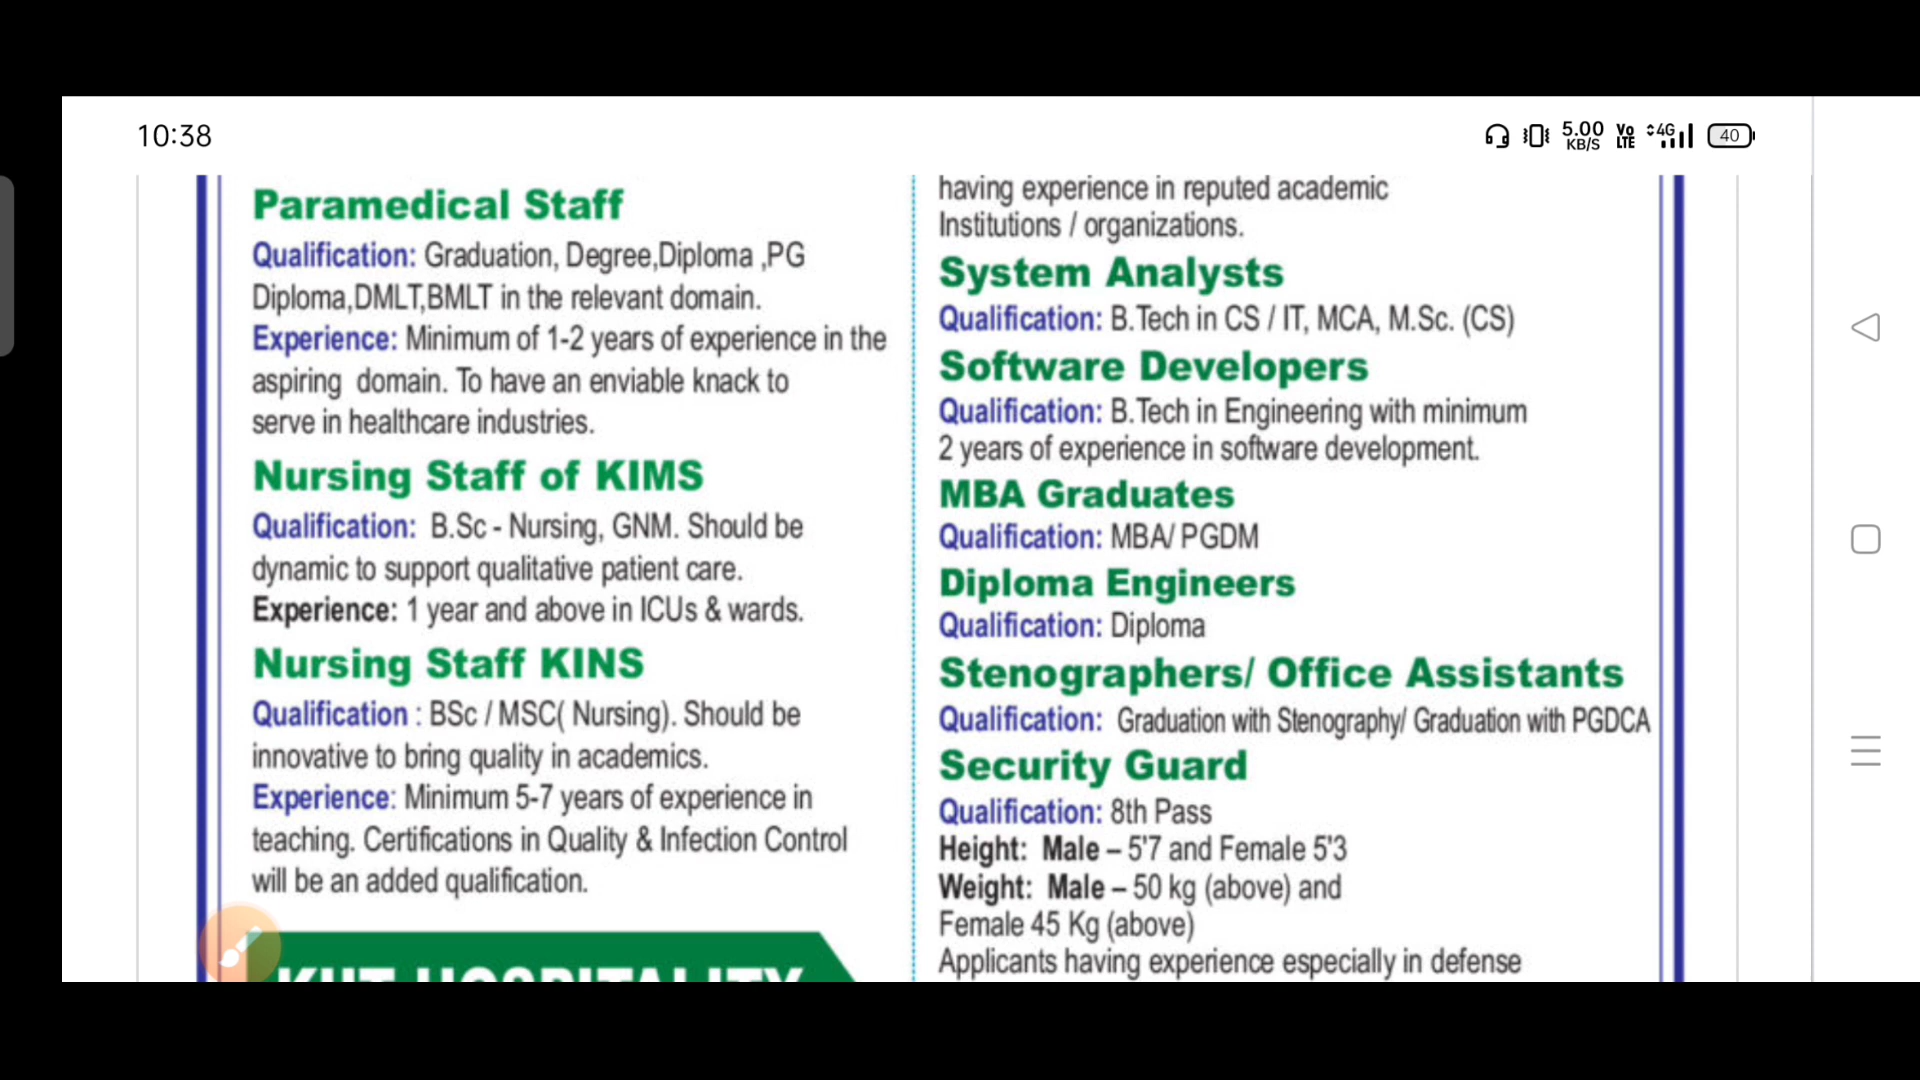 10:38
5.00
KB/S
Vo
LTE
4G
40
Paramedical Staff
Qualification: Graduation, Degree,Diploma ,PG
Diploma,DMLT,BMLT in the relevant domain.
Experience: Minimum of 1-2 years of experience in the
aspiring domain. To have an enviable knack to
serve in healthcare industries.
Nursing Staff of KIMS
Qualification: B.Sc - Nursing, GNM. Should be
dynamic to support qualitative patient care.
Experience: 1 year and above in ICUs & wards.
Nursing Staff KINS
Qualification : BSc / MSC( Nursing). Should be
innovative to bring quality in academics.
Experience: Minimum 5-7 years of experience in
teaching. Certifications in Quality & Infection Control
will be an added qualification.
HOSPITALITY
having experience in reputed academic
Institutions / organizations.
System Analysts
Qualification: B.Tech in CS / IT, MCA, M.Sc. (CS)
Software Developers
Qualification: B.Tech in Engineering with minimum
2 years of experience in software development.
MBA Graduates
Qualification: MBA/ PGDM
Diploma Engineers
Qualification: Diploma
Stenographers/ Office Assistants
Qualification: Graduation with Stenography/ Graduation with PGDCA
Security Guard
Qualification: 8th Pass
Height: Male – 5'7 and Female 5'3
Weight: Male – 50 kg (above) and
Female 45 Kg (above)
Applicants having experience especially in defense